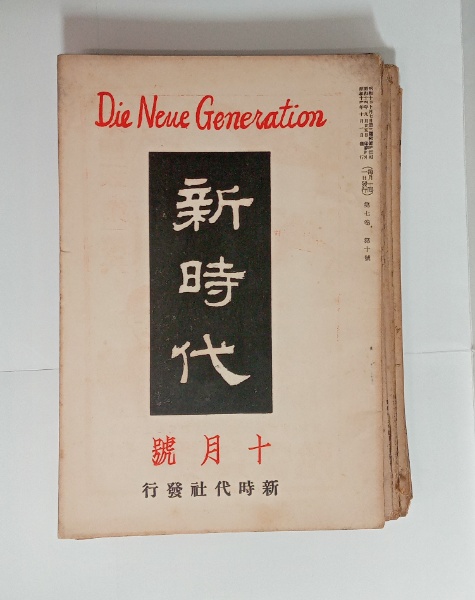 Die Neue Generation
新時代
十月號
新時代社發行
第七卷 第十號